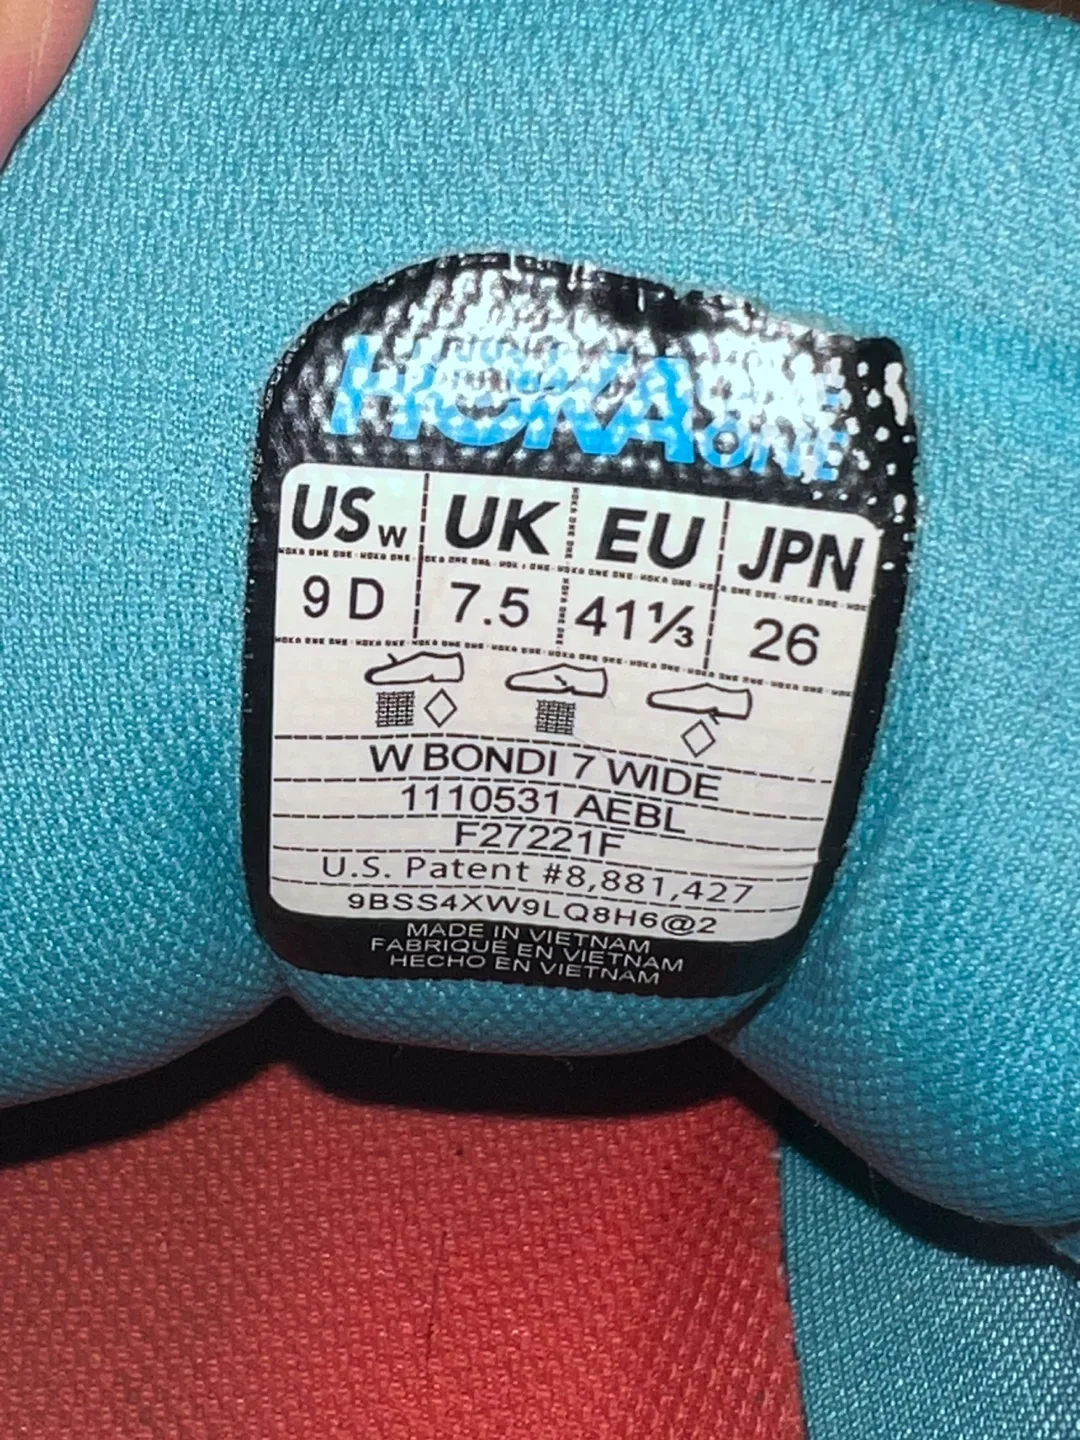 HOKA ONE ONE
USW UK EU JPN
9 D 7.5 41⅓ 26
W BONDI 7 WIDE
1110531 AEBL
F27221F
U.S. Patent #8,881,427
9BSS4XW9LQ8H6@2
MADE IN VIETNAM
FABRIQUÉ EN VIETNAM
HECHO EN VIETNAM